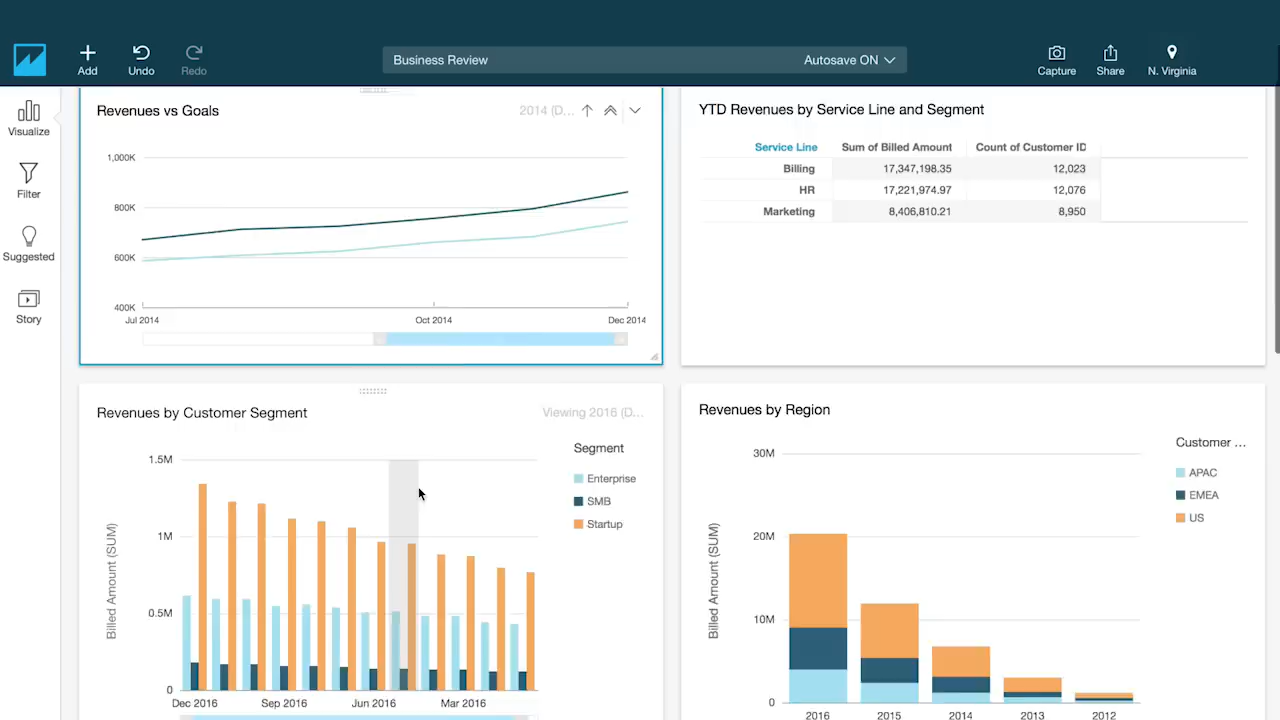 Add
Undo
Redo
Business Review
Autosave ON
Capture
Share
N. Virginia
Visualize
Filter
Suggested
Story
Revenues vs Goals
2014 (D...
1,000K
800K
600K
400K
Jul 2014 Oct 2014 Dec 2014
YTD Revenues by Service Line and Segment
Service Line Sum of Billed Amount Count of Customer ID
Billing 17,347,198.35 12,023
HR 17,221,974.97 12,076
Marketing 8,406,810.21 8,950
Revenues by Customer Segment
Viewing 2016 (D...
Segment
Enterprise
SMB
Startup
Billed Amount (SUM)
1.5M
1M
0.5M
0
Dec 2016 Sep 2016 Jun 2016 Mar 2016
Revenues by Region
Customer ...
APAC
EMEA
US
Billed Amount (SUM)
30M
20M
10M
0
2016 2015 2014 2013 2012